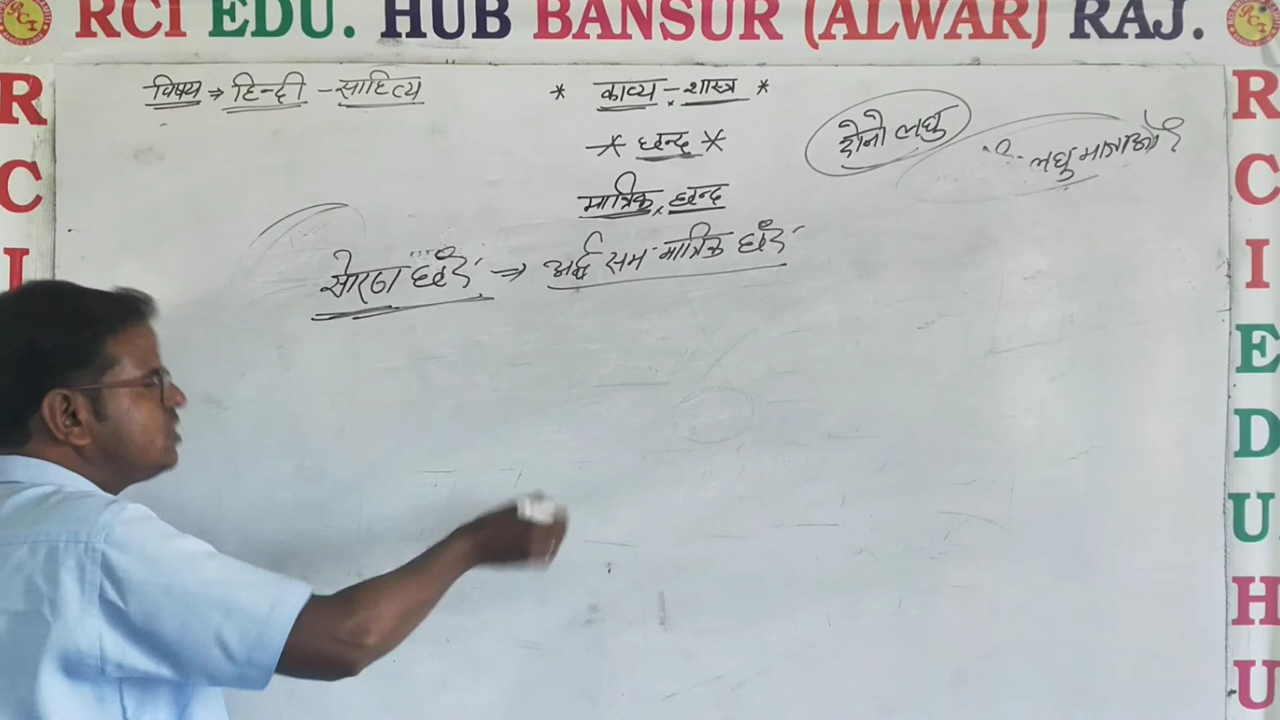 RCI EDU. HUB BANSUR (ALWAR) RAJ.
विषय ⇒ हिन्दी - साहित्य
* काव्य - शास्त्र *
* छन्द *
मात्रिक छन्द
सोरठा छंद ⇒ अर्द्ध सम मात्रिक छंद
दोनो लघु
लघु मात्राओं
R
C
I
R
C
I
E
D
U.
H
U